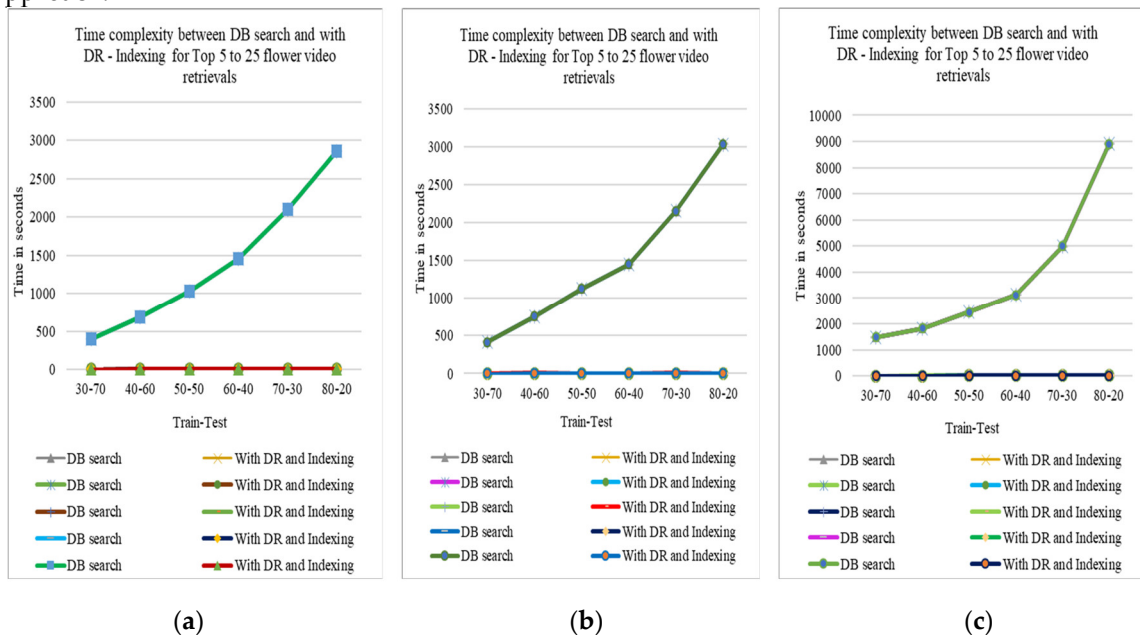 Time complexity between DB search and with
DR - Indexing for Top 5 to 25 flower video
retrievals
3500
3000
2500
2000
1500
1000
500
0
Time in seconds
30-70 40-60 50-50 60-40 70-30 80-20
Train-Test
DB search With DR and Indexing
DB search With DR and Indexing
DB search With DR and Indexing
DB search With DR and Indexing
DB search With DR and Indexing
(a)
Time complexity between DB search and with
DR - Indexing for Top 5 to 25 flower video
retrievals
3500
3000
2500
2000
1500
1000
500
0
Time in seconds
30-70 40-60 50-50 60-40 70-30 80-20
Train-Test
DB search With DR and Indexing
DB search With DR and Indexing
DB search With DR and Indexing
DB search With DR and Indexing
DB search With DR and Indexing
(b)
Time complexity between DB search and with
DR - Indexing for Top 5 to 25 flower video
retrievals
10000
9000
8000
7000
6000
5000
4000
3000
2000
1000
0
Time in seconds
30-70 40-60 50-50 60-40 70-30 80-20
Train-Test
DB search With DR and Indexing
DB search With DR and Indexing
DB search With DR and Indexing
DB search With DR and Indexing
DB search With DR and Indexing
(c)